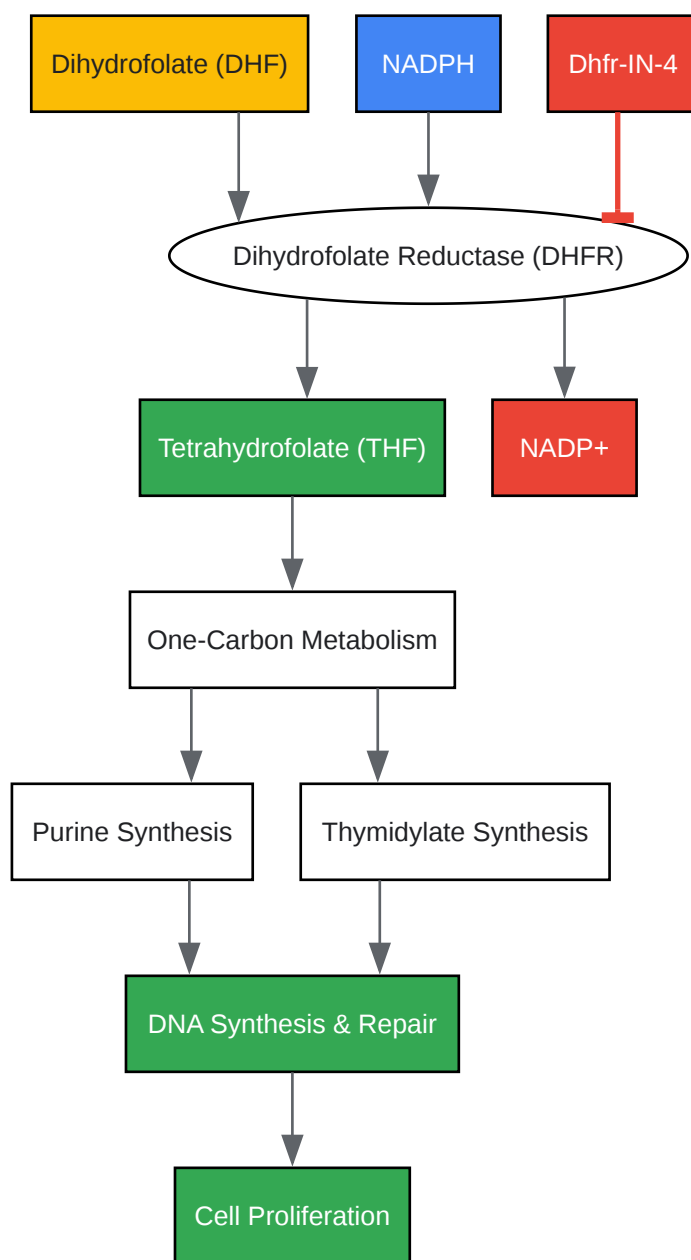 Dihydrofolate (DHF)
NADPH
Dhfr-IN-4
Dihydrofolate Reductase (DHFR)
Tetrahydrofolate (THF)
NADP+
One-Carbon Metabolism
Purine Synthesis
Thymidylate Synthesis
DNA Synthesis & Repair
Cell Proliferation